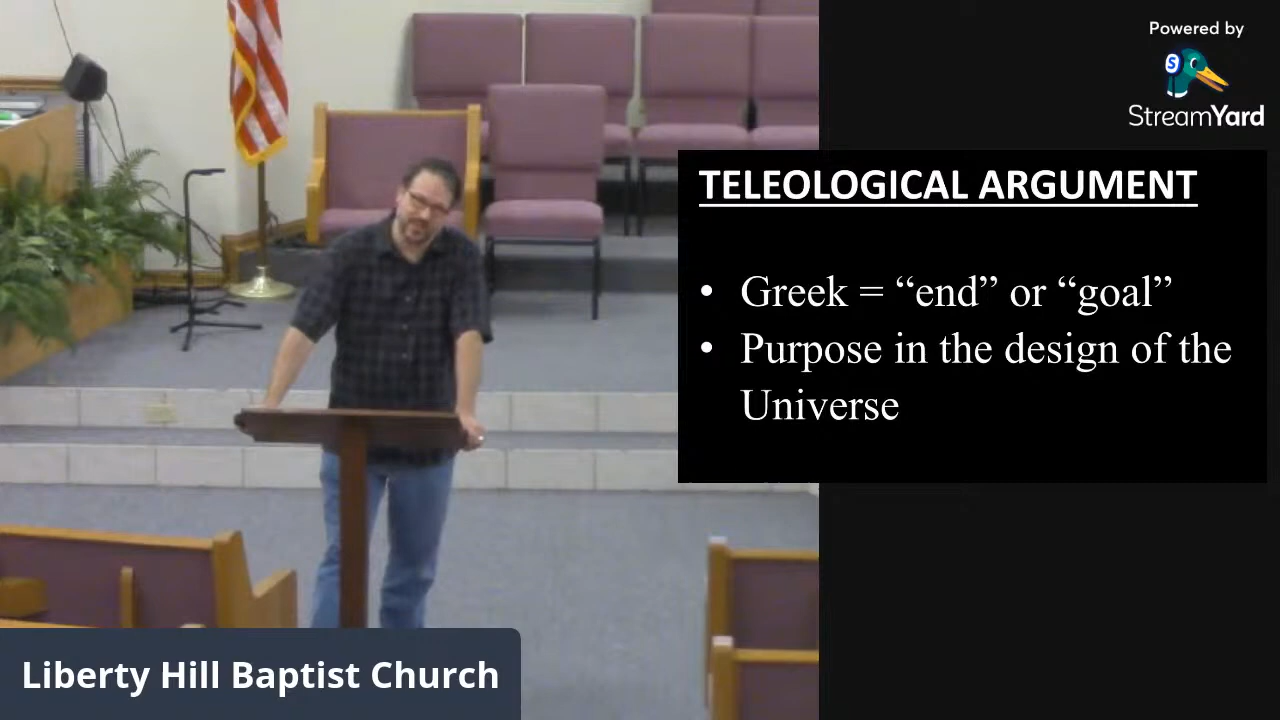 Powered by
S
StreamYard
TELEOLOGICAL ARGUMENT
• Greek = “end” or “goal”
• Purpose in the design of the
Universe
Liberty Hill Baptist Church